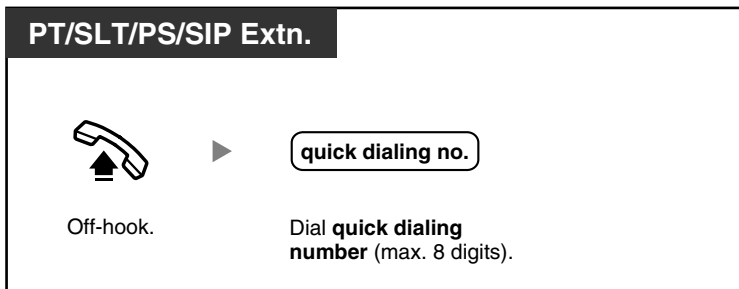 PT/SLT/PS/SIP Extn.
quick dialing no.
Off-hook.
Dial quick dialing
number (max. 8 digits).